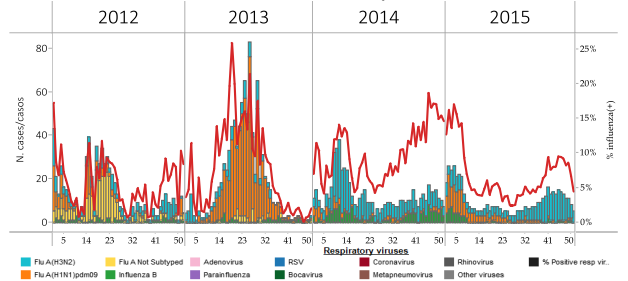 2012 2013 2014 2015
80 25%
20%
60
15%
40
10%
20
5%
0 0%
N. cases/casos
% influenza(+)
5 14 23 32 41 50 5 14 23 32 41 50 5 14 23 32 41 50 5 14 23 32 41 50
Respiratory viruses
Flu A(H3N2) Flu A Not Subtyped Adenovirus RSV Coronavirus Rhinovirus % Positive resp vir..
Flu A(H1N1)pdm09 Influenza B Parainfluenza Bocavirus Metapneumovirus Other viruses